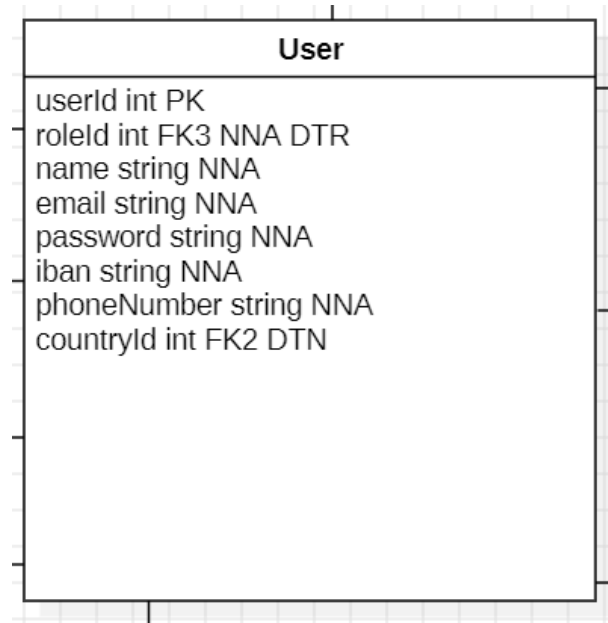 User
userId int PK
roleId int FK3 NNA DTR
name string NNA
email string NNA
password string NNA
iban string NNA
phoneNumber string NNA
countryId int FK2 DTN